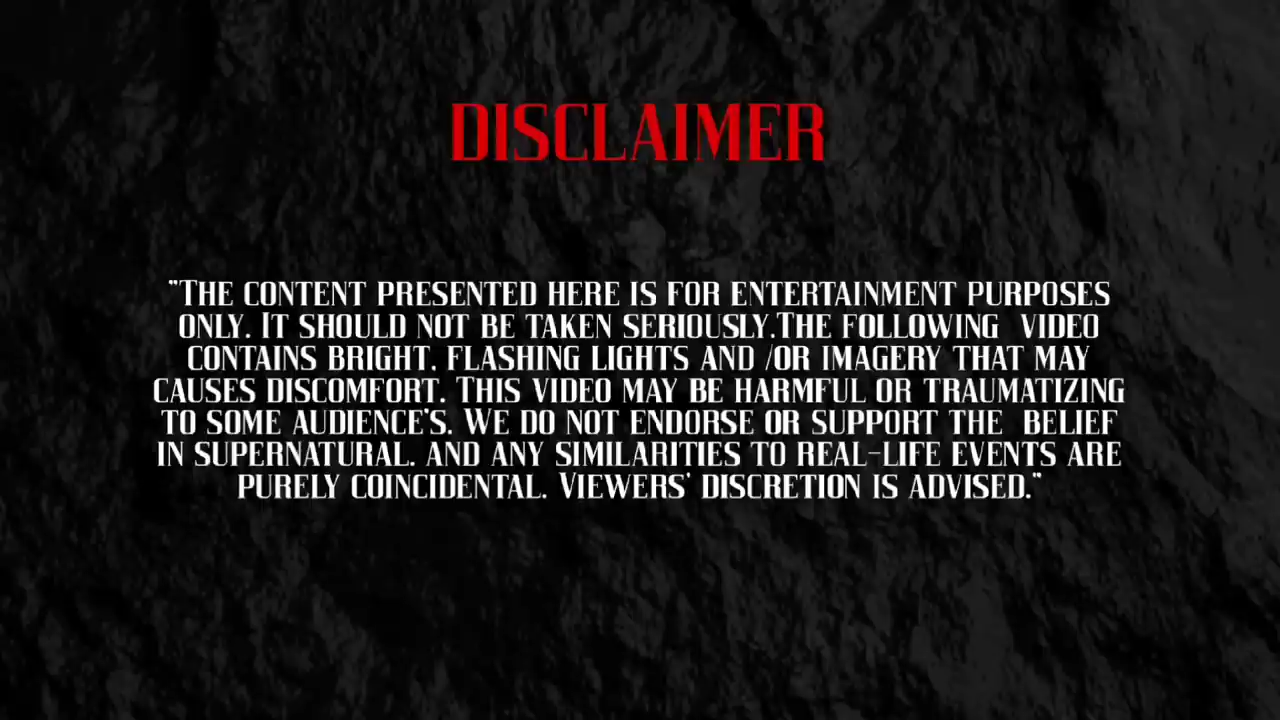 DISCLAIMER
"THE CONTENT PRESENTED HERE IS FOR ENTERTAINMENT PURPOSES
ONLY. IT SHOULD NOT BE TAKEN SERIOUSLY.THE FOLLOWING  VIDEO
CONTAINS BRIGHT, FLASHING LIGHTS AND /OR IMAGERY THAT MAY
CAUSES DISCOMFORT. THIS VIDEO MAY BE HARMFUL OR TRAUMATIZING
TO SOME AUDIENCE'S. WE DO NOT ENDORSE OR SUPPORT THE  BELIEF
IN SUPERNATURAL. AND ANY SIMILARITIES TO REAL-LIFE EVENTS ARE
PURELY COINCIDENTAL. VIEWERS' DISCRETION IS ADVISED."